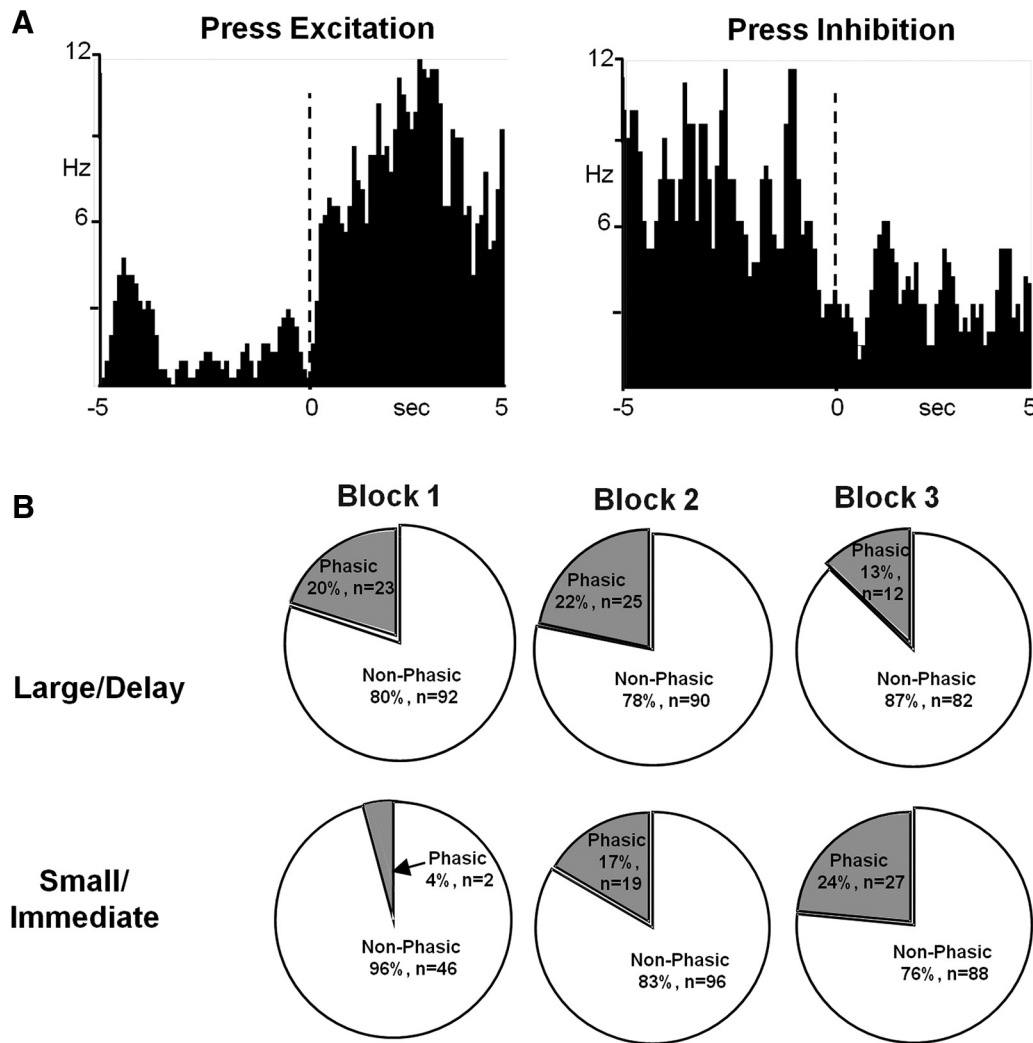 A
Press Excitation
12
Hz
6
-5
0
sec
5
Press Inhibition
12
Hz
6
-5
0
sec
5
B
Block 1
Block 2
Block 3
Large/Delay
Phasic
20%, n=23
Non-Phasic
80%, n=92
Phasic
22%, n=25
Non-Phasic
78%, n=90
Phasic
13%,
n=12
Non-Phasic
87%, n=82
Small/
Immediate
Phasic
4%, n=2
Non-Phasic
96%, n=46
Phasic
17%,
n=19
Non-Phasic
83%, n=96
Phasic
24%, n=27
Non-Phasic
76%, n=88